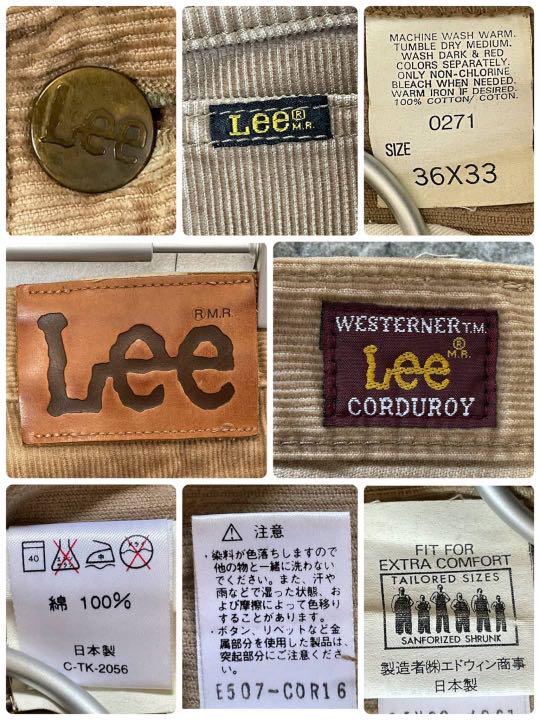 Lee
Lee® M.R.
MACHINE WASH WARM.
TUMBLE DRY MEDIUM.
WASH DARK & RED
COLORS SEPARATELY.
ONLY NON-CHLORINE
BLEACH WHEN NEEDED.
WARM IRON IF DESIRED.
100% COTTON/ COTON.
0271
SIZE
36X33
® M.R.
Lee
WESTERNER T.M.
Lee® M.R.
CORDUROY
40
綿 100%
日本製
C-TK-2056
注意
・染料が色落ちしますので
他の物と一緒に洗わない
でください。また、汗や
雨などで湿った状態、お
よび摩擦によって色移り
することがあります。
・ボタン、リベットなど金
属部分を使用した製品は、
突起部分にご注意くださ
い。
E507-COR16
FIT FOR
EXTRA COMFORT
TAILORED SIZES
SANFORIZED SHRUNK
製造者㈱エドウィン商事
日本製